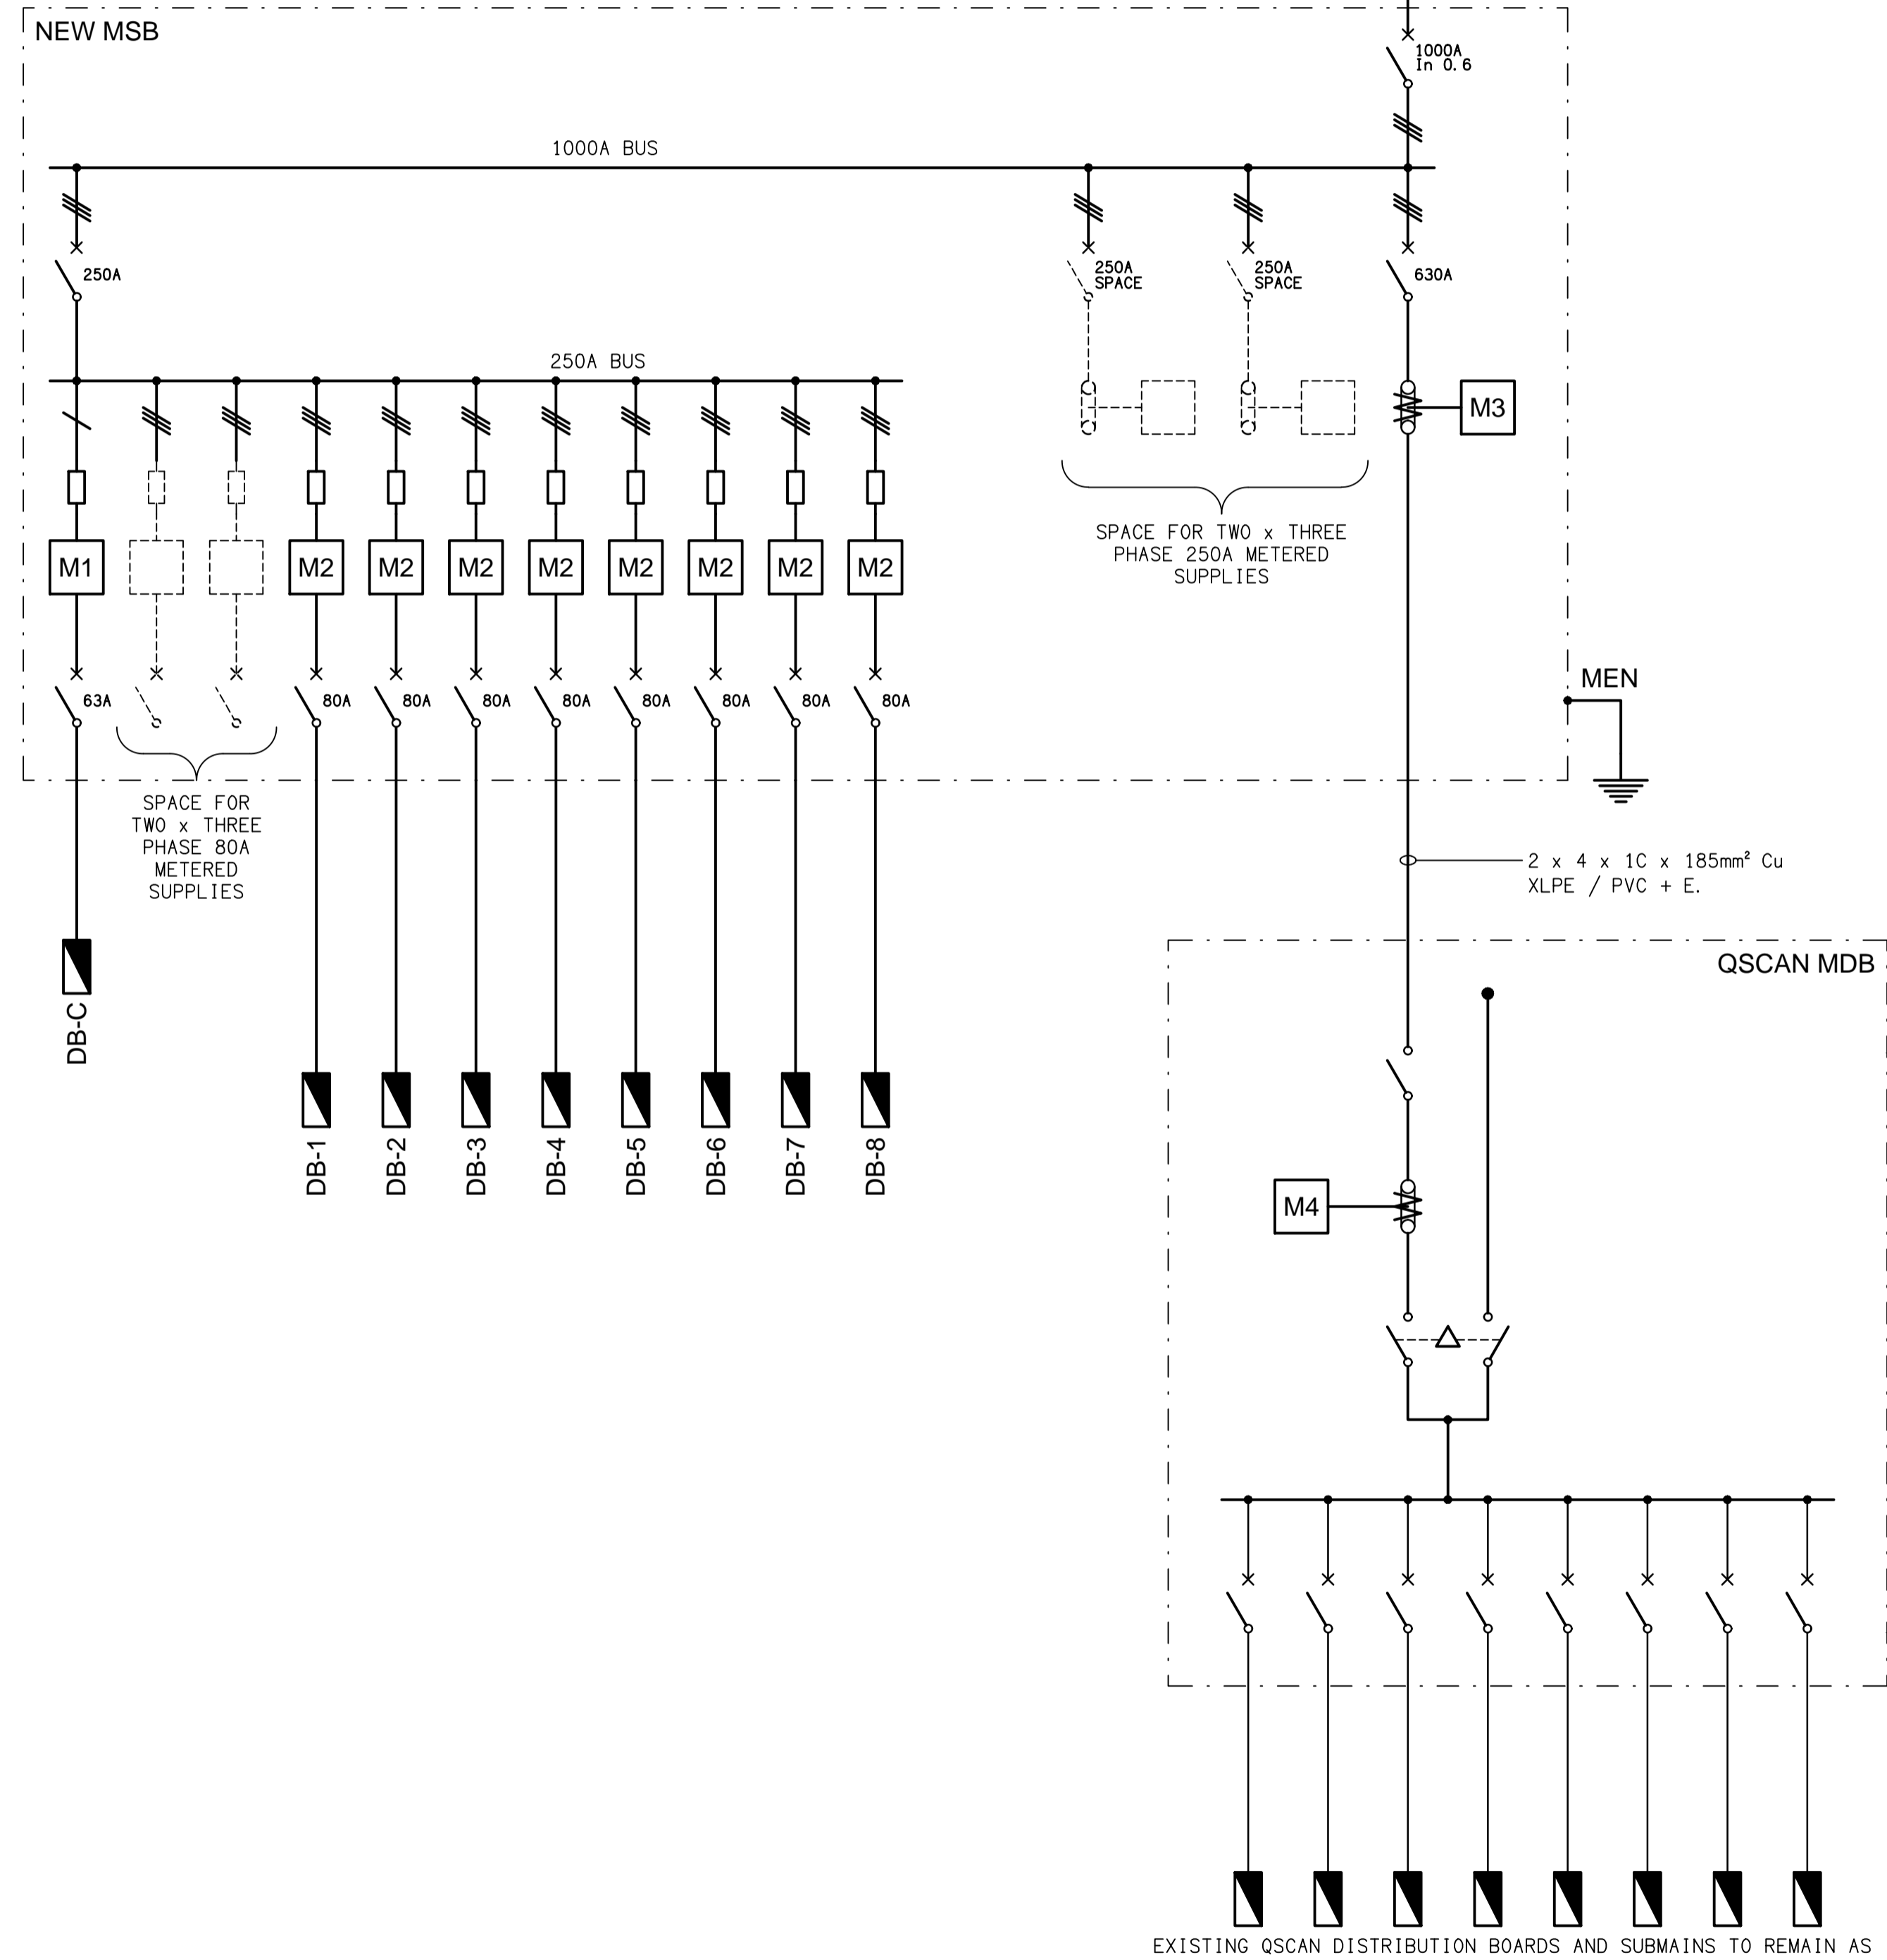 NEW MSB
1000A
In 0.6
1000A BUS
250A
250A
SPACE
250A
SPACE
630A
250A BUS
M3
SPACE FOR TWO x THREE
PHASE 250A METERED
SUPPLIES
M1
M2
M2
M2
M2
M2
M2
M2
M2
MEN
63A
80A
80A
80A
80A
80A
80A
80A
80A
SPACE FOR
TWO x THREE
PHASE 80A
METERED
SUPPLIES
2 x 4 x 1C x 185mm² Cu
XLPE / PVC + E.
QSCAN MDB
DB-C
DB-1
DB-2
DB-3
DB-4
DB-5
DB-6
DB-7
DB-8
M4
EXISTING QSCAN DISTRIBUTION BOARDS AND SUBMAINS TO REMAIN AS